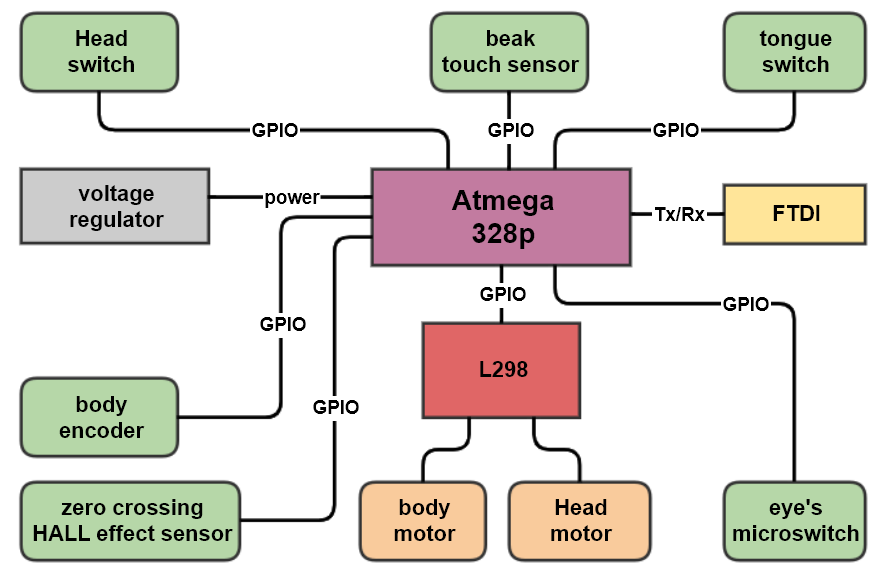 Head
switch
beak
touch sensor
tongue
switch
GPIO
GPIO
GPIO
voltage
regulator
power
Atmega
328p
Tx/Rx
FTDI
GPIO
GPIO
GPIO
L298
GPIO
body
encoder
zero crossing
HALL effect sensor
body
motor
Head
motor
eye's
microswitch